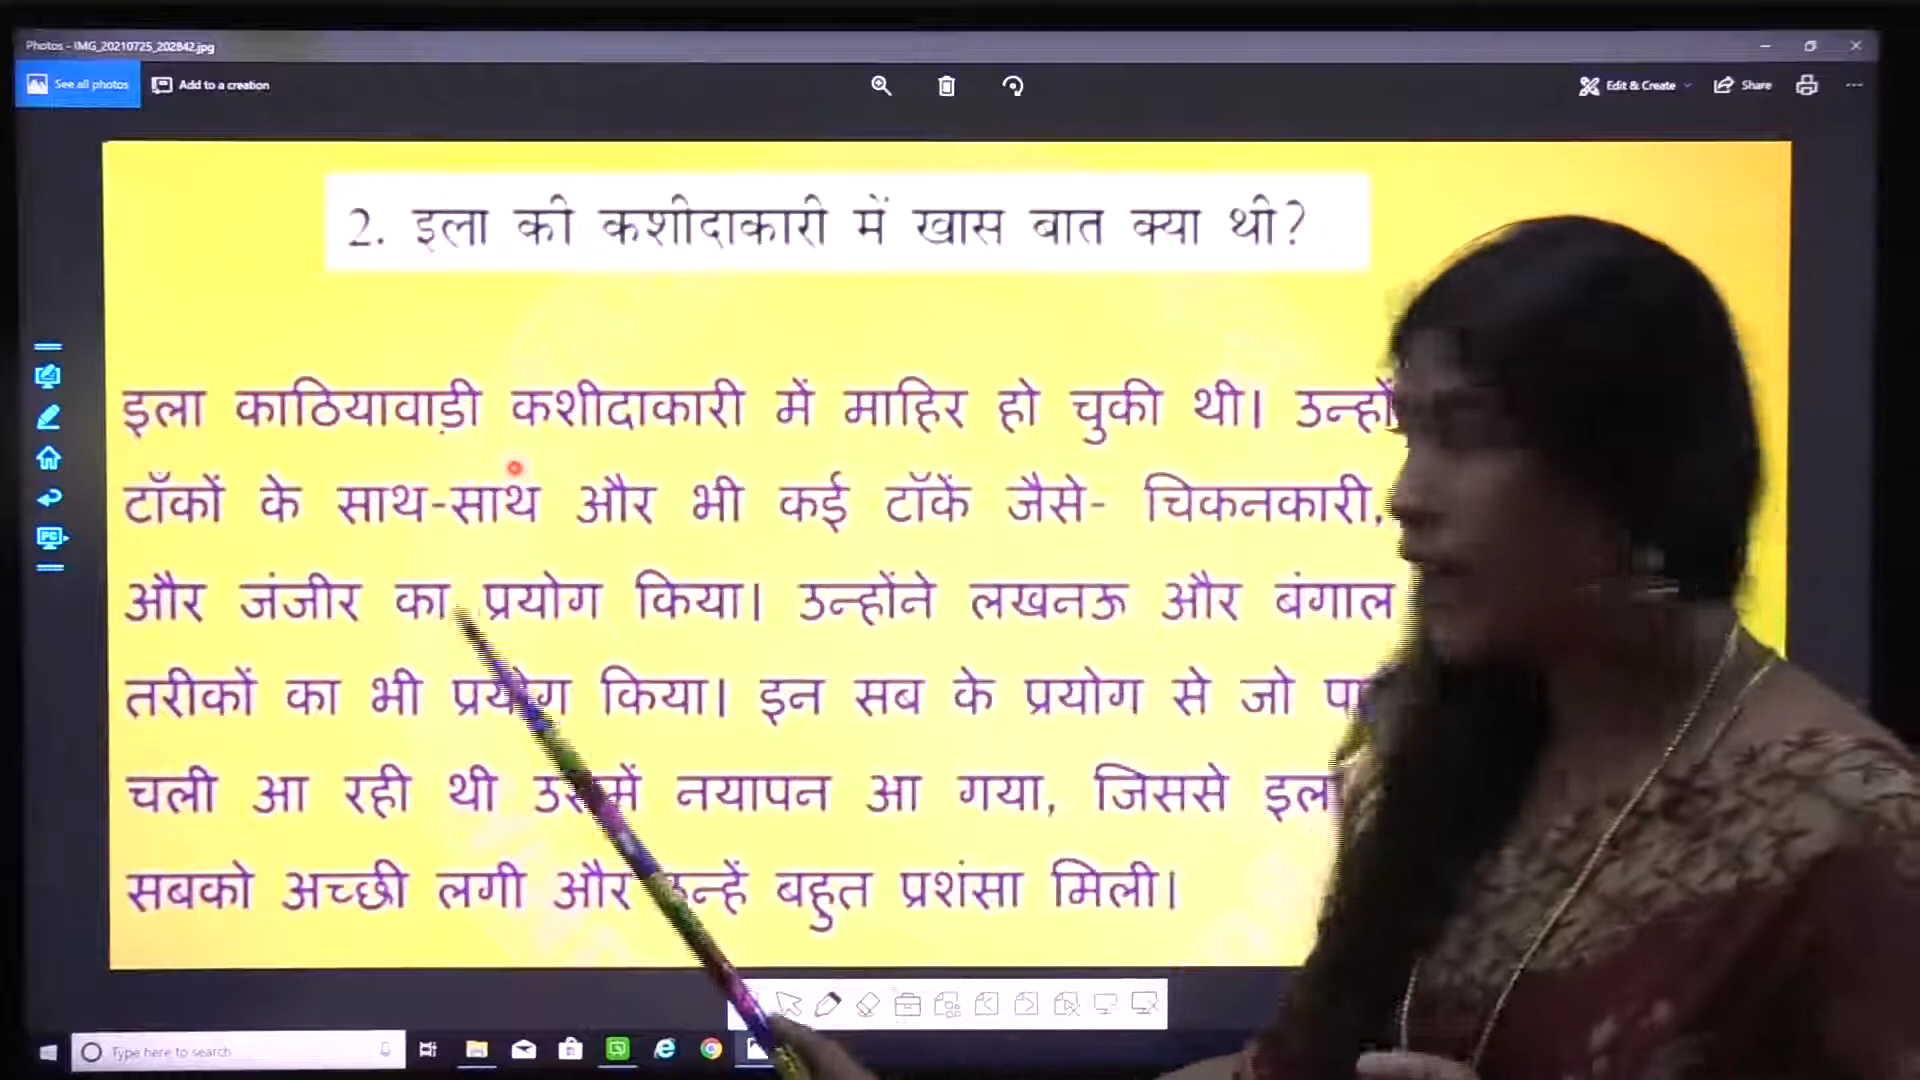 Photos - IMG_20210725_202842.jpg
See all photos
Add to a creation
Edit & Create
Share
2. इला की कशीदाकारी में खास बात क्या थी?
इला काठियावाड़ी कशीदाकारी में माहिर हो चुकी थी। उन्हों
टाँकों के साथ-साथ और भी कई टाँकें जैसे- चिकनकारी,
और जंजीर का प्रयोग किया। उन्होंने लखनऊ और बंगाल
तरीकों का भी प्रयोग किया। इन सब के प्रयोग से जो
चली आ रही थी उसमें नयापन आ गया, जिससे
सबको अच्छी लगी और उन्हें बहुत प्रशंसा मिली।
PC
Type here to search